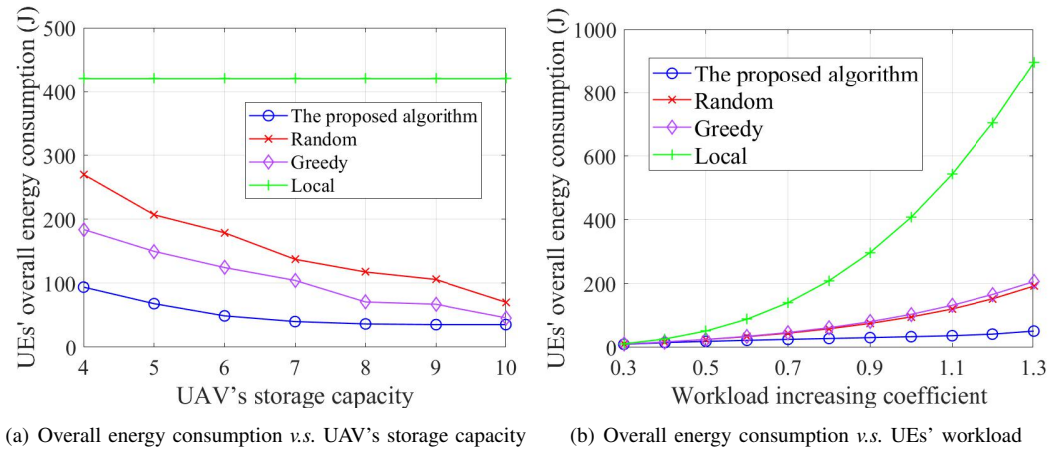 UEs' overall energy consumption (J)
500
400
300
200
100
0
The proposed algorithm
Random
Greedy
Local
4 5 6 7 8 9 10
UAV's storage capacity
(a) Overall energy consumption v.s. UAV's storage capacity
UEs' overall energy consumption (J)
1000
800
600
400
200
0
The proposed algorithm
Random
Greedy
Local
0.3 0.5 0.7 0.9 1.1 1.3
Workload increasing coefficient
(b) Overall energy consumption v.s. UEs' workload